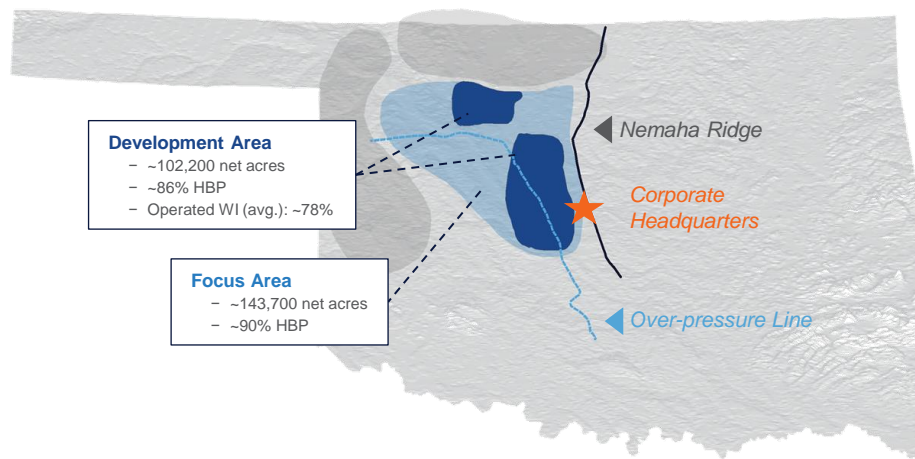 Development Area
– ~102,200 net acres
– ~86% HBP
– Operated WI (avg.): ~78%
Focus Area
– ~143,700 net acres
– ~90% HBP
Nemaha Ridge
Corporate
Headquarters
Over-pressure Line